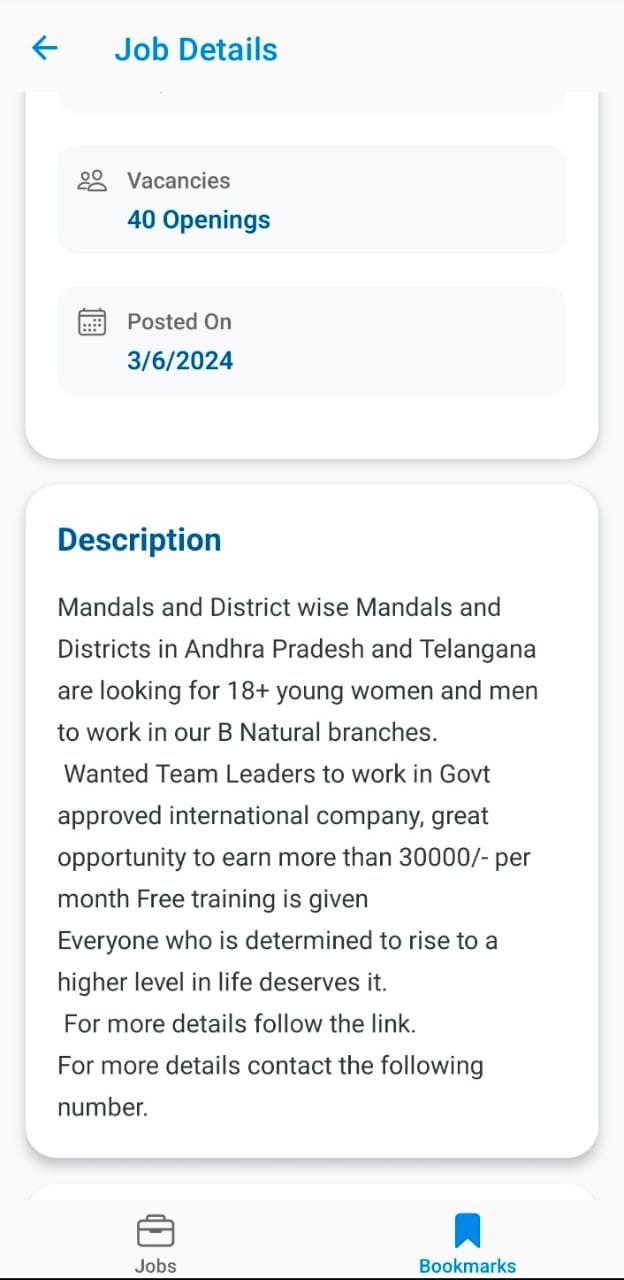 Job Details
Vacancies
40 Openings
Posted On
3/6/2024
Description
Mandals and District wise Mandals and
Districts in Andhra Pradesh and Telangana
are looking for 18+ young women and men
to work in our B Natural branches.
Wanted Team Leaders to work in Govt
approved international company, great
opportunity to earn more than 30000/- per
month Free training is given
Everyone who is determined to rise to a
higher level in life deserves it.
For more details follow the link.
For more details contact the following
number.
Jobs
Bookmarks